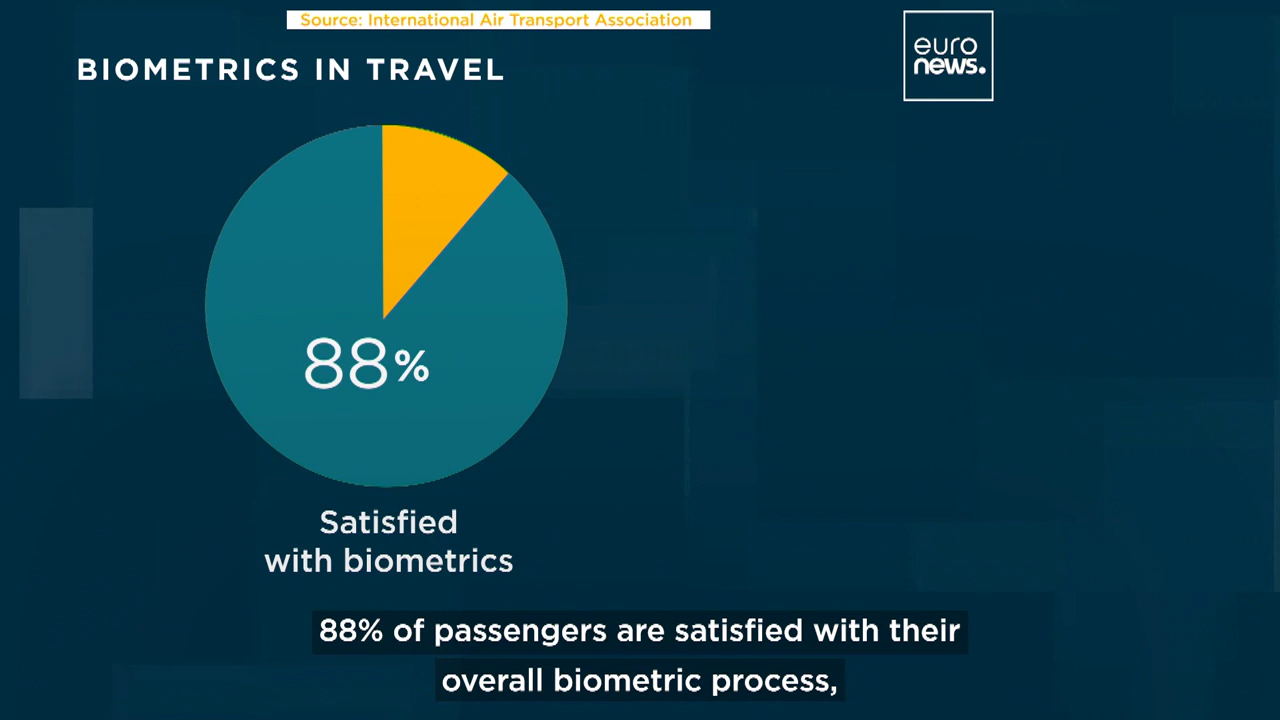 Source: International Air Transport Association
BIOMETRICS IN TRAVEL
euro
news.
88%
Satisfied
with biometrics
88% of passengers are satisfied with their
overall biometric process,